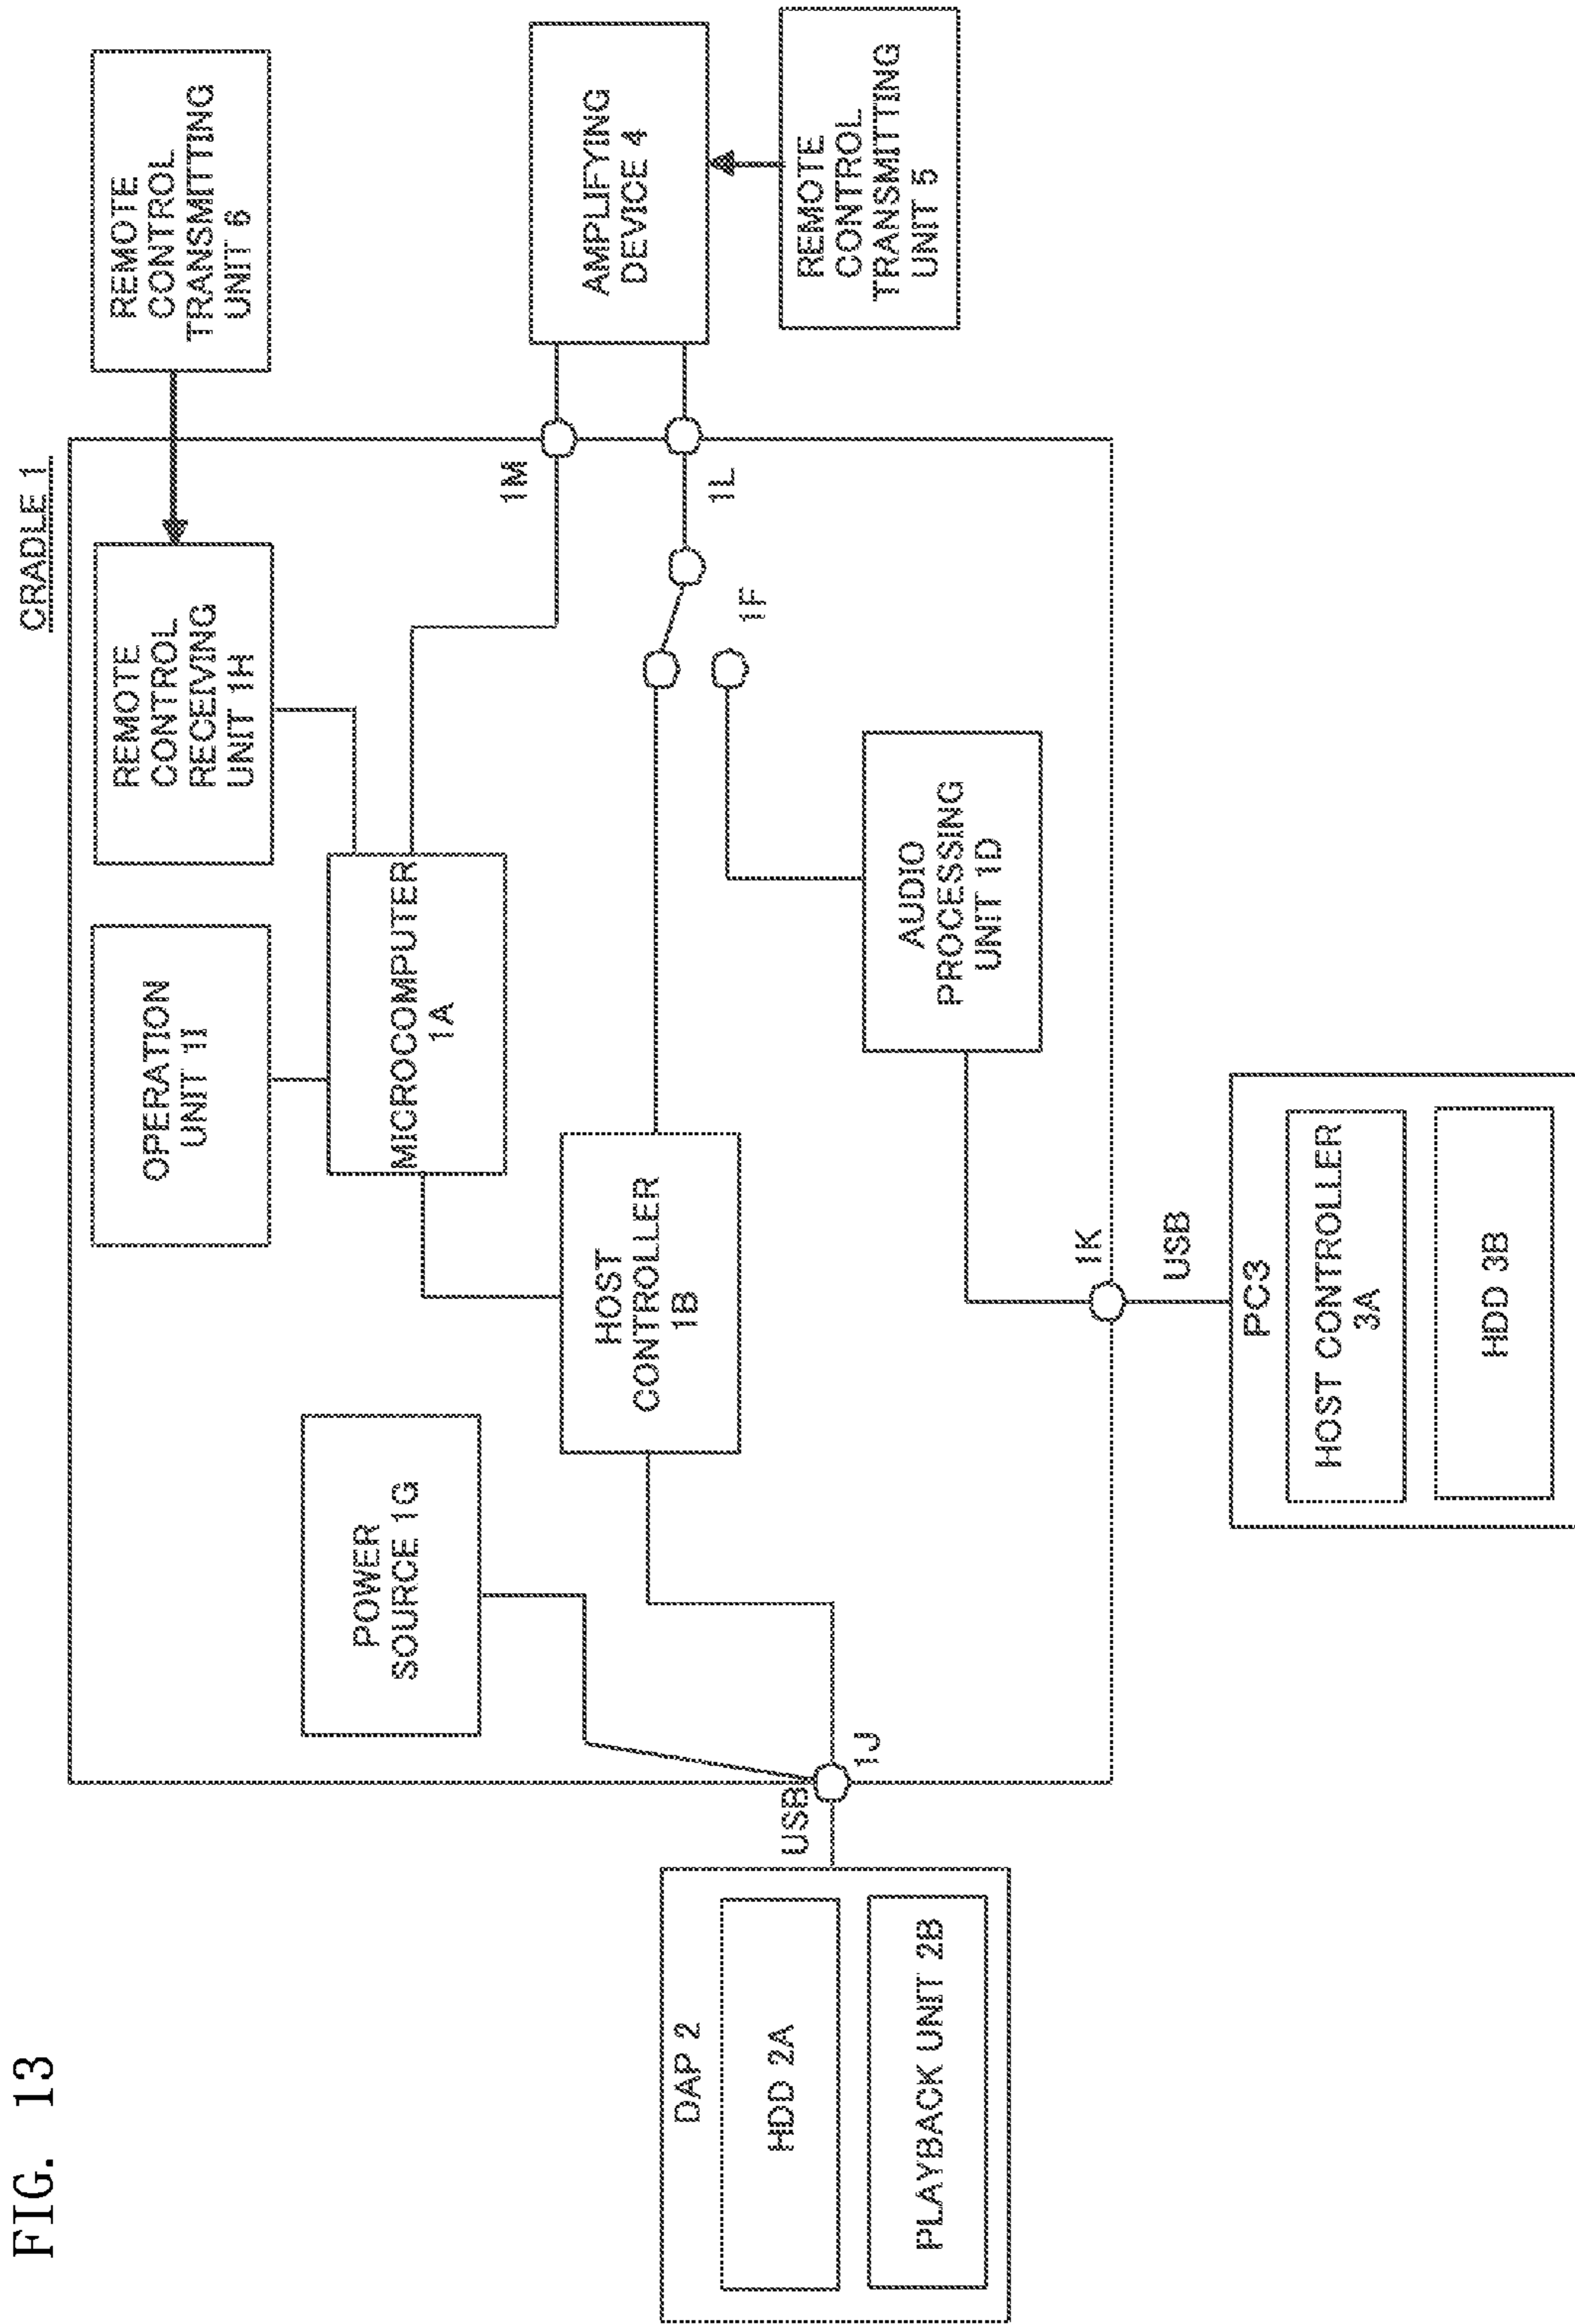 FIG. 13
CRADLE 1
REMOTE
CONTROL
TRANSMITTING
UNIT 6
OPERATION
UNIT 1I
REMOTE
CONTROL
RECEIVING
UNIT 1H
POWER
SOURCE 1G
MICROCOMPUTER
1A
1M
AMPLIFYING
DEVICE 4
HOST
CONTROLLER
1B
1L
1F
REMOTE
CONTROL
TRANSMITTING
UNIT 5
DAP 2
HDD 2A
PLAYBACK UNIT 2B
USB
1J
AUDIO
PROCESSING
UNIT 1D
1K
USB
PC3
HOST CONTROLLER
3A
HDD 3B